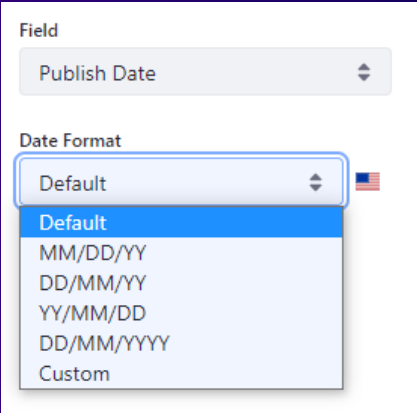 Field
Publish Date
Date Format
Default
Default
MM/DD/YY
DD/MM/YY
YY/MM/DD
DD/MM/YYYY
Custom